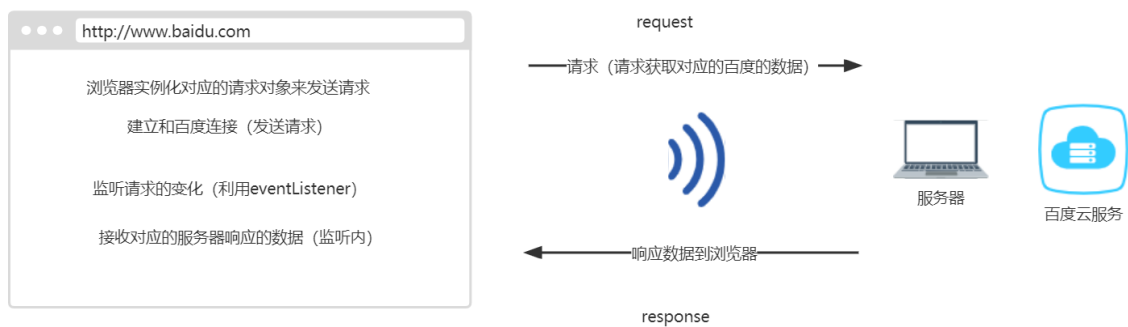 http://www.baidu.com
浏览器实例化对应的请求对象来发送请求
建立和百度连接（发送请求）
监听请求的变化（利用eventListener）
接收对应的服务器响应的数据（监听内）
request
请求（请求获取对应的百度的数据）
服务器
百度云服务
响应数据到浏览器
response